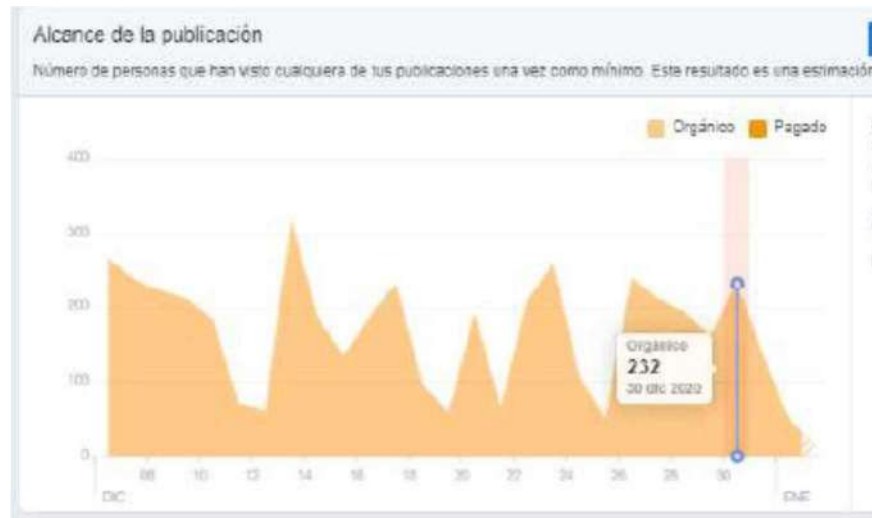 Alcance de la publicación
Número de personas que han visto cualquiera de tus publicaciones una vez como mínimo. Este resultado es una estimación
Orgánico Pagado
400
300
200
100
0
Orgánico
232
30 dic 2020
08 10 12 14 16 18 20 22 24 26 28 30
DIC ENE